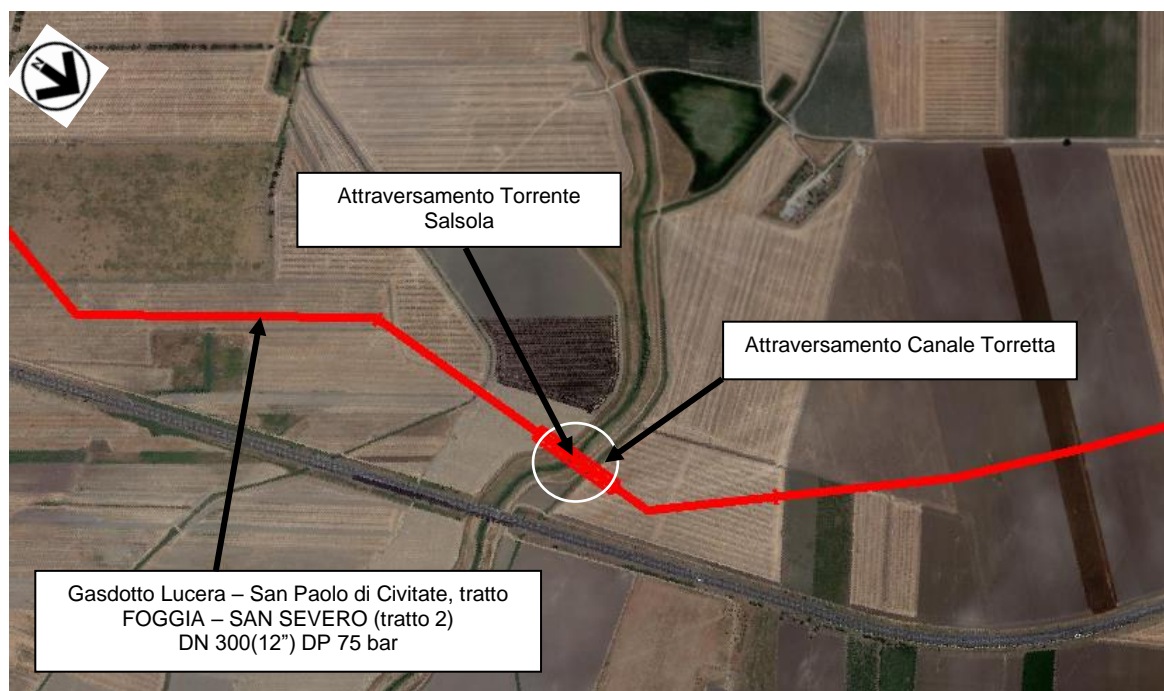 N
Attraversamento Torrente
Salsola
Attraversamento Canale Torretta
Gasdotto Lucera – San Paolo di Civitate, tratto
FOGGIA – SAN SEVERO (tratto 2)
DN 300(12”) DP 75 bar